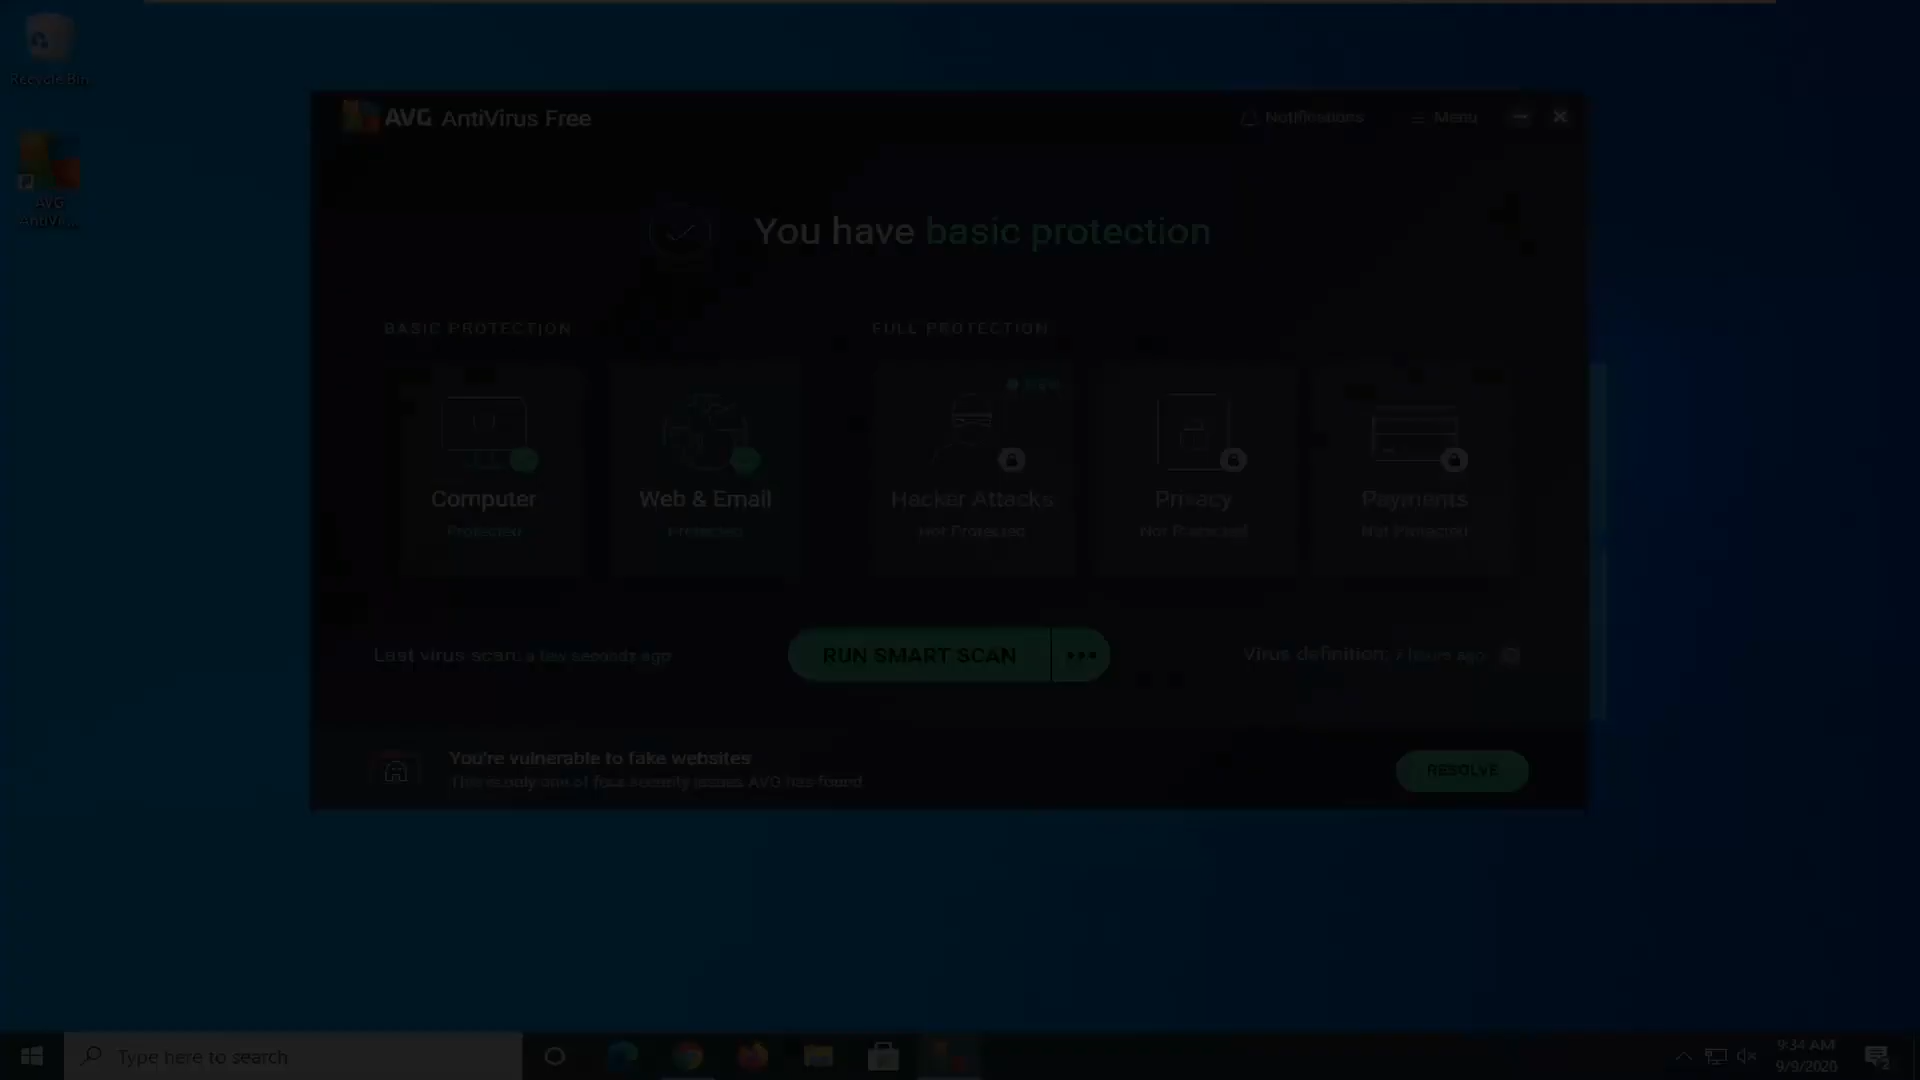 Recycle Bin
AVG AntiVirus Free
Notifications
Menu
AVG
AntiVi...
You have basic protection
BASIC PROTECTION
FULL PROTECTION
Computer
Protected
Web & Email
Protected
Hacker Attacks
Not Protected
Privacy
Not Protected
Payments
Not Protected
Last virus scan: a few seconds ago
RUN SMART SCAN
Virus definition: 7 hours ago
You're vulnerable to fake websites
This is only one of four security issues AVG has found
RESOLVE
Type here to search
9:34 AM
9/9/2020